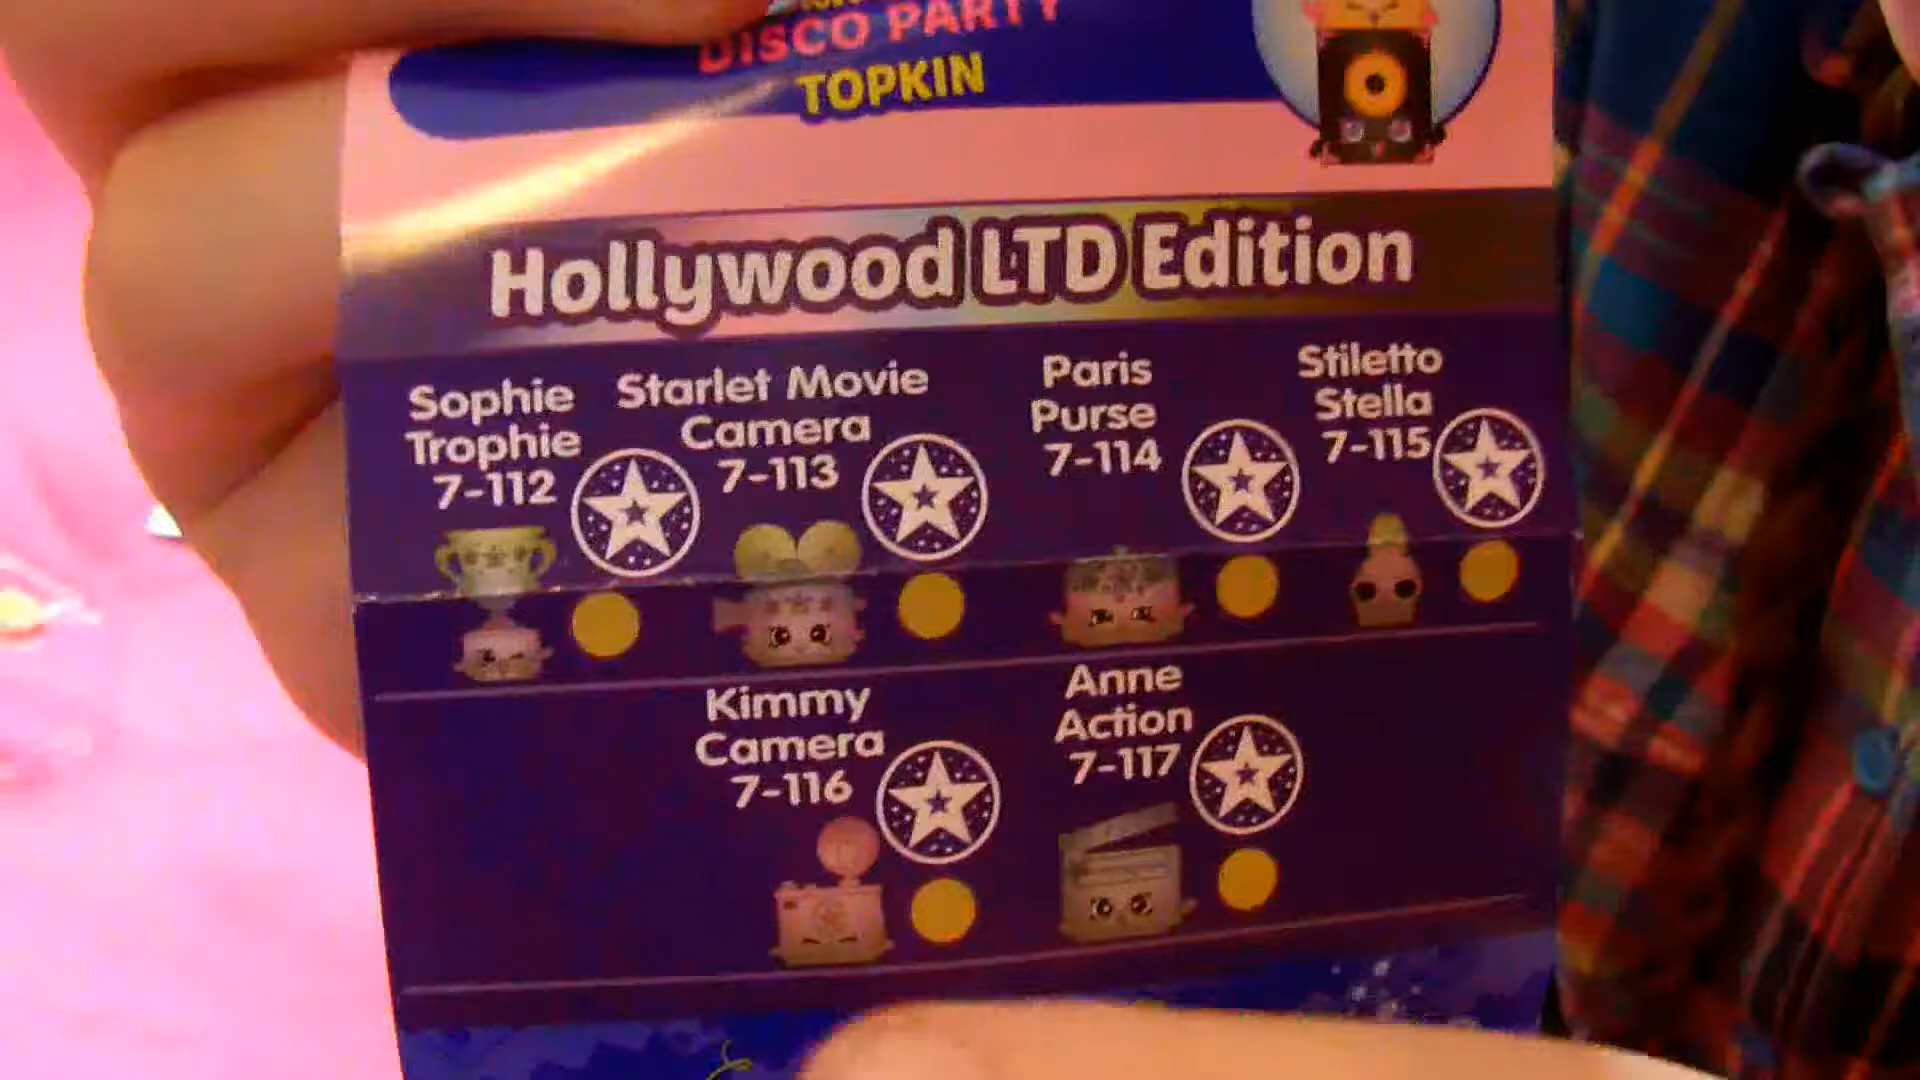 DISCO PARTY
TOPKIN
Hollywood LTD Edition
Sophie
Trophie
7-112
Starlet Movie
Camera
7-113
Paris
Purse
7-114
Stiletto
Stella
7-115
Kimmy
Camera
7-116
Anne
Action
7-117